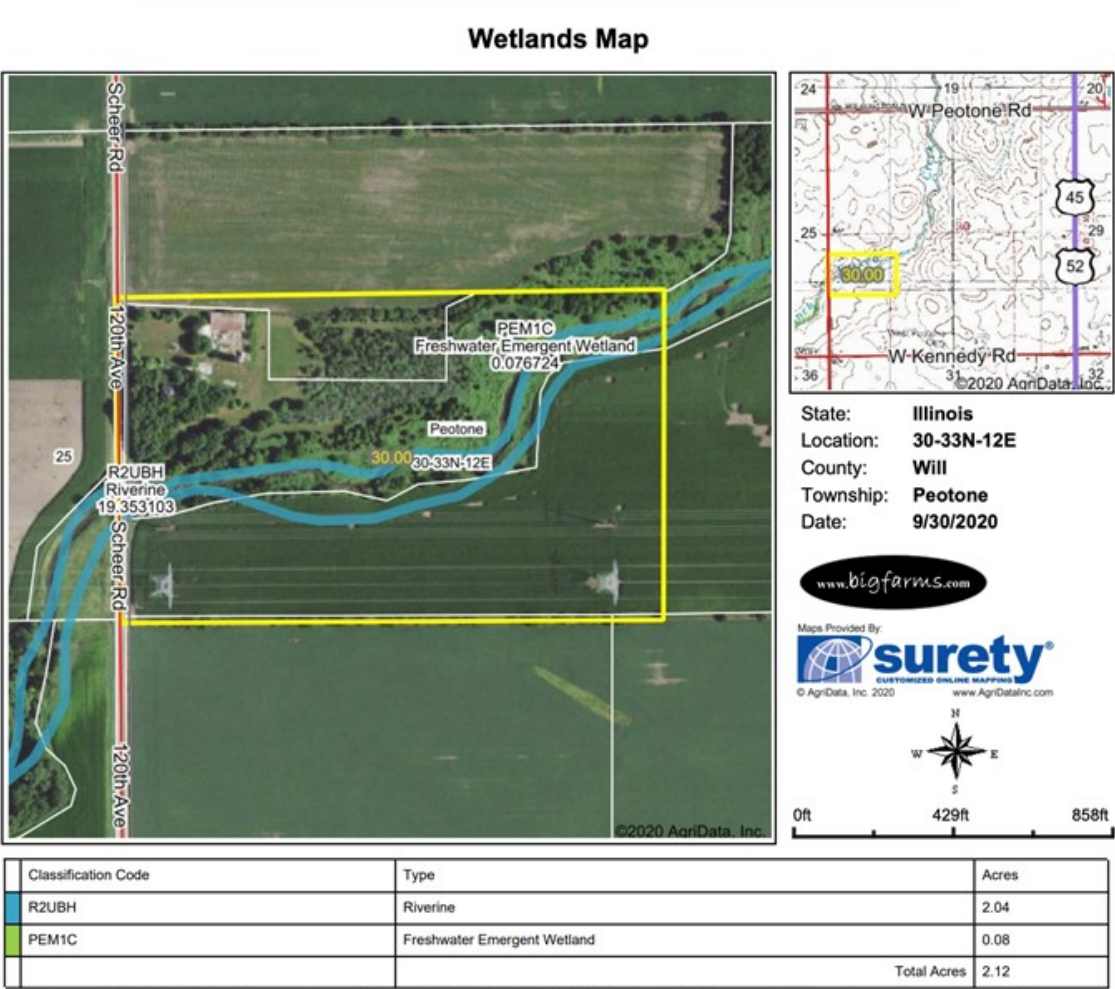 Wetlands Map
Scheer Rd
120th Ave
PEM1C
Freshwater Emergent Wetland
0.076724
Peotone
30.00
30-33N-12E
25
R2UBH
Riverine
19.353103
Scheer Rd
120th Ave
©2020 AgriData, Inc.
24
19
20
W Peotone Rd
Creek
45
25
29
52
30.00
W Kennedy Rd
36
31
32
©2020 AgriData, Inc.
State: Illinois
Location: 30-33N-12E
County: Will
Township: Peotone
Date: 9/30/2020
www.bigfarms.com
Maps Provided By:
surety®
CUSTOMIZED ONLINE MAPPING
© AgriData, Inc. 2020 www.AgriDataInc.com
N
W E
S
0ft 429ft 858ft
Classification Code Type Acres
R2UBH Riverine 2.04
PEM1C Freshwater Emergent Wetland 0.08
Total Acres 2.12